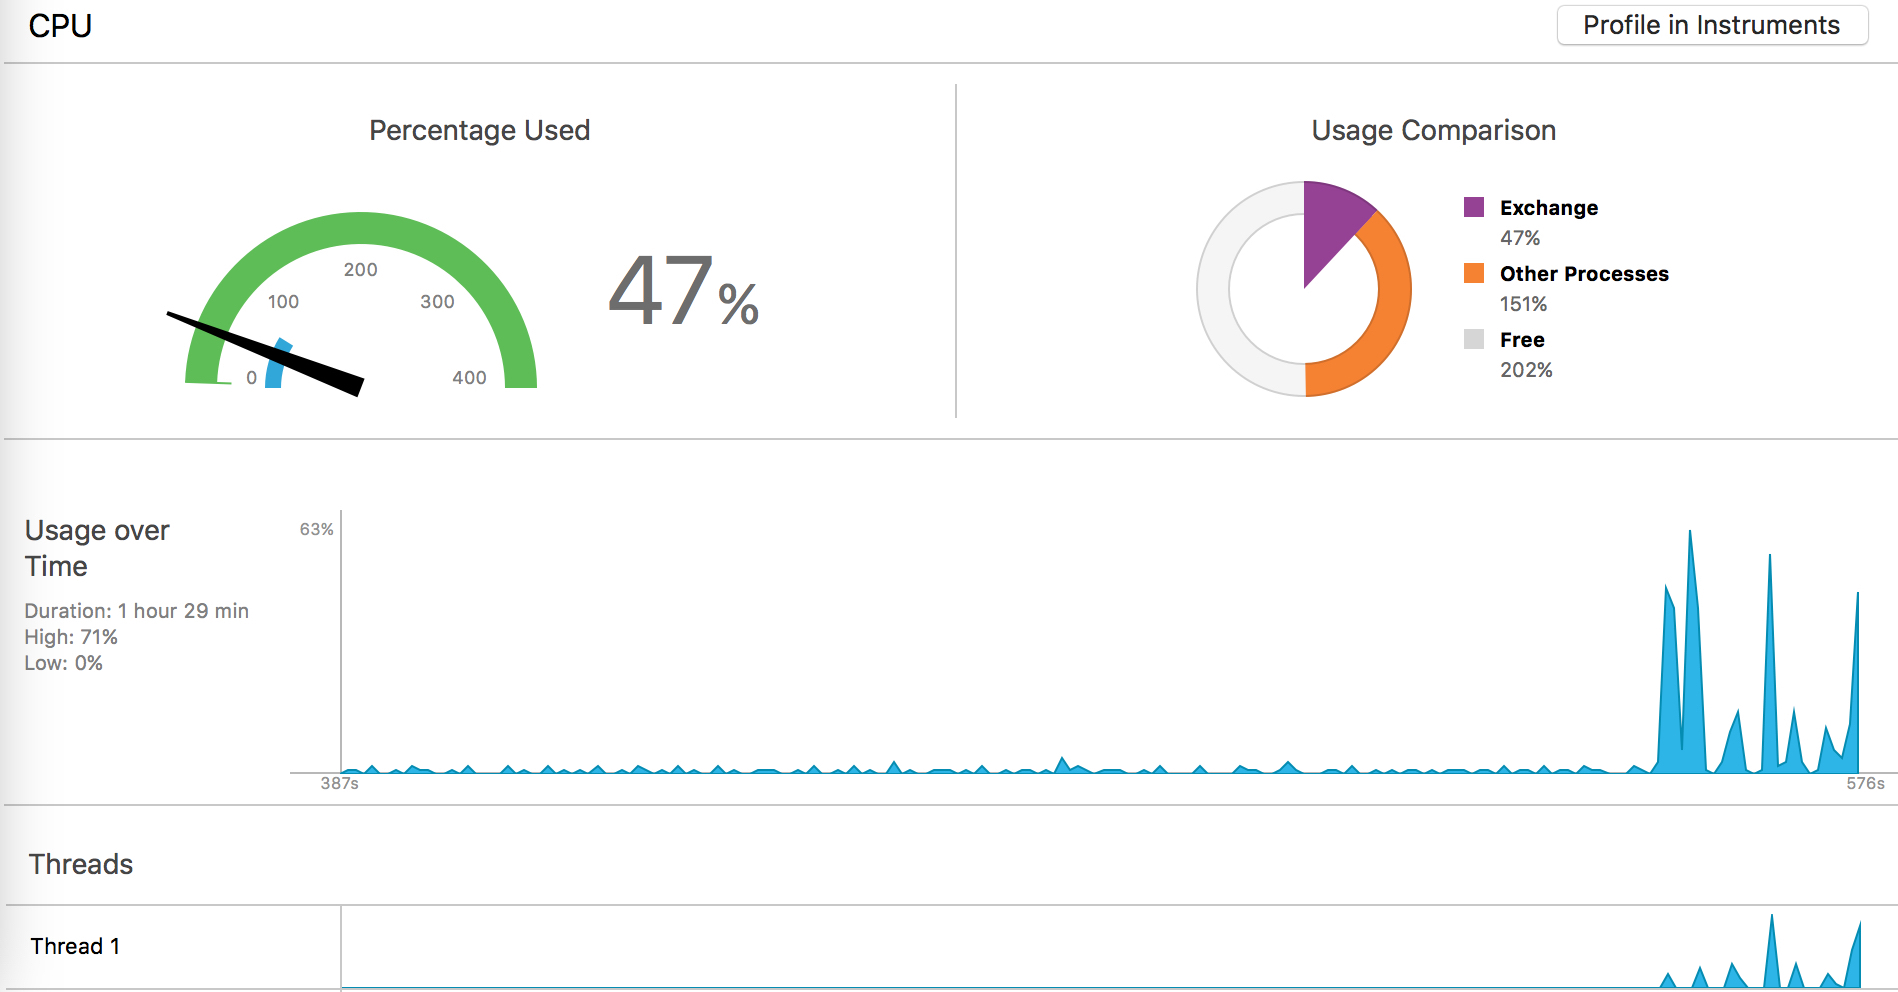 CPU
Profile in Instruments
Percentage Used
0
100
200
300
400
47%
Usage Comparison
Exchange
47%
Other Processes
151%
Free
202%
Usage over
Time
Duration: 1 hour 29 min
High: 71%
Low: 0%
63%
387s
576s
Threads
Thread 1